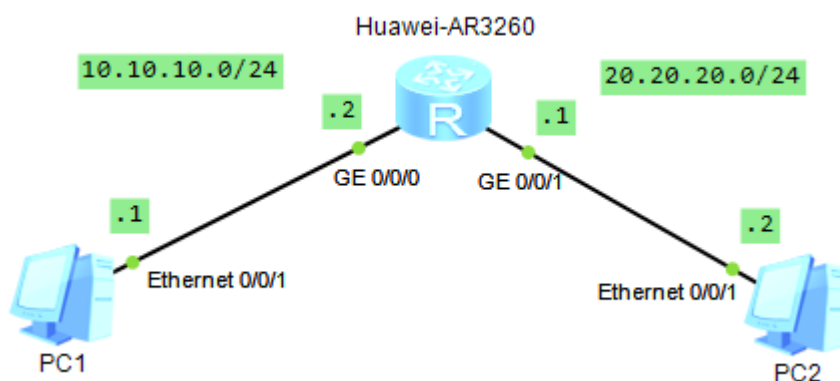 Huawei-AR3260
10.10.10.0/24
20.20.20.0/24
.2
.1
R
GE 0/0/0
GE 0/0/1
.1
.2
Ethernet 0/0/1
Ethernet 0/0/1
PC1
PC2